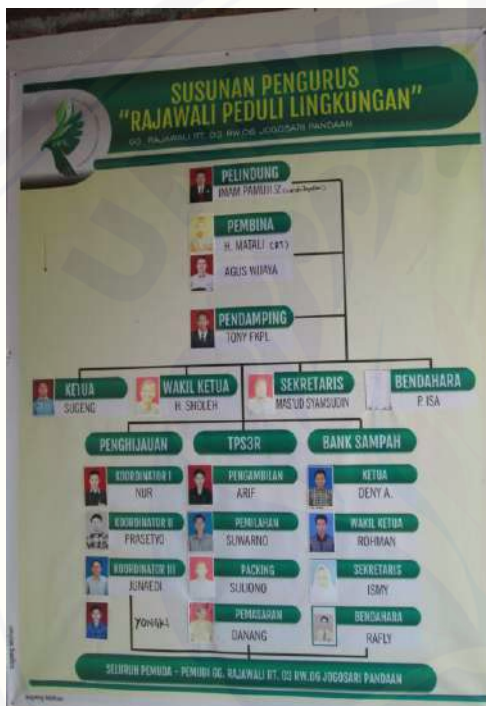 SUSUNAN PENGURUS
"RAJAWALI PEDULI LINGKUNGAN"
GG. RAJAWALI RT. 03 RW.06 JOGOSARI PANDAAN
PELINDUNG
IMAM PAMUJI SE
PEMBINA
H. MATALI (RT)
AGUS WIJAYA
PENDAMPING
TONY FKPL
KETUA
SUGENG
WAKIL KETUA
H. SHOLEH
SEKRETARIS
MAS'UD SYAMSUDIN
BENDAHARA
P. ISA
PENGHIJAUAN
KOORDINATOR I
NUR
KOORDINATOR II
PRASETYO
KOORDINATOR III
JUNAEDI
YONGKI
TPS3R
PENGAMBILAN
ARIF
PEMILAHAN
SUWARNO
PACKING
SULIONO
PEMASARAN
DANANG
BANK SAMPAH
KETUA
DENY A.
WAKIL KETUA
ROHMAN
SEKRETARIS
ISMY
BENDAHARA
RAFLY
SELURUH PEMUDA - PEMUDI GG. RAJAWALI RT. 03 RW.06 JOGOSARI PANDAAN